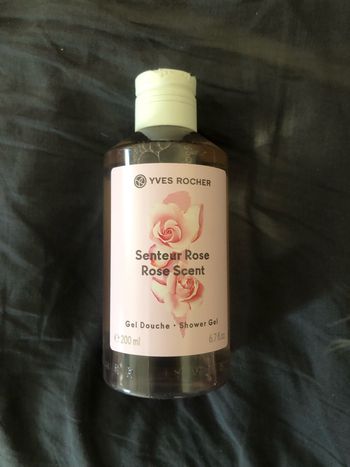 YVES ROCHER
Senteur Rose
Rose Scent
Gel Douche • Shower Gel
℮ 200 ml 6.7 fl.oz